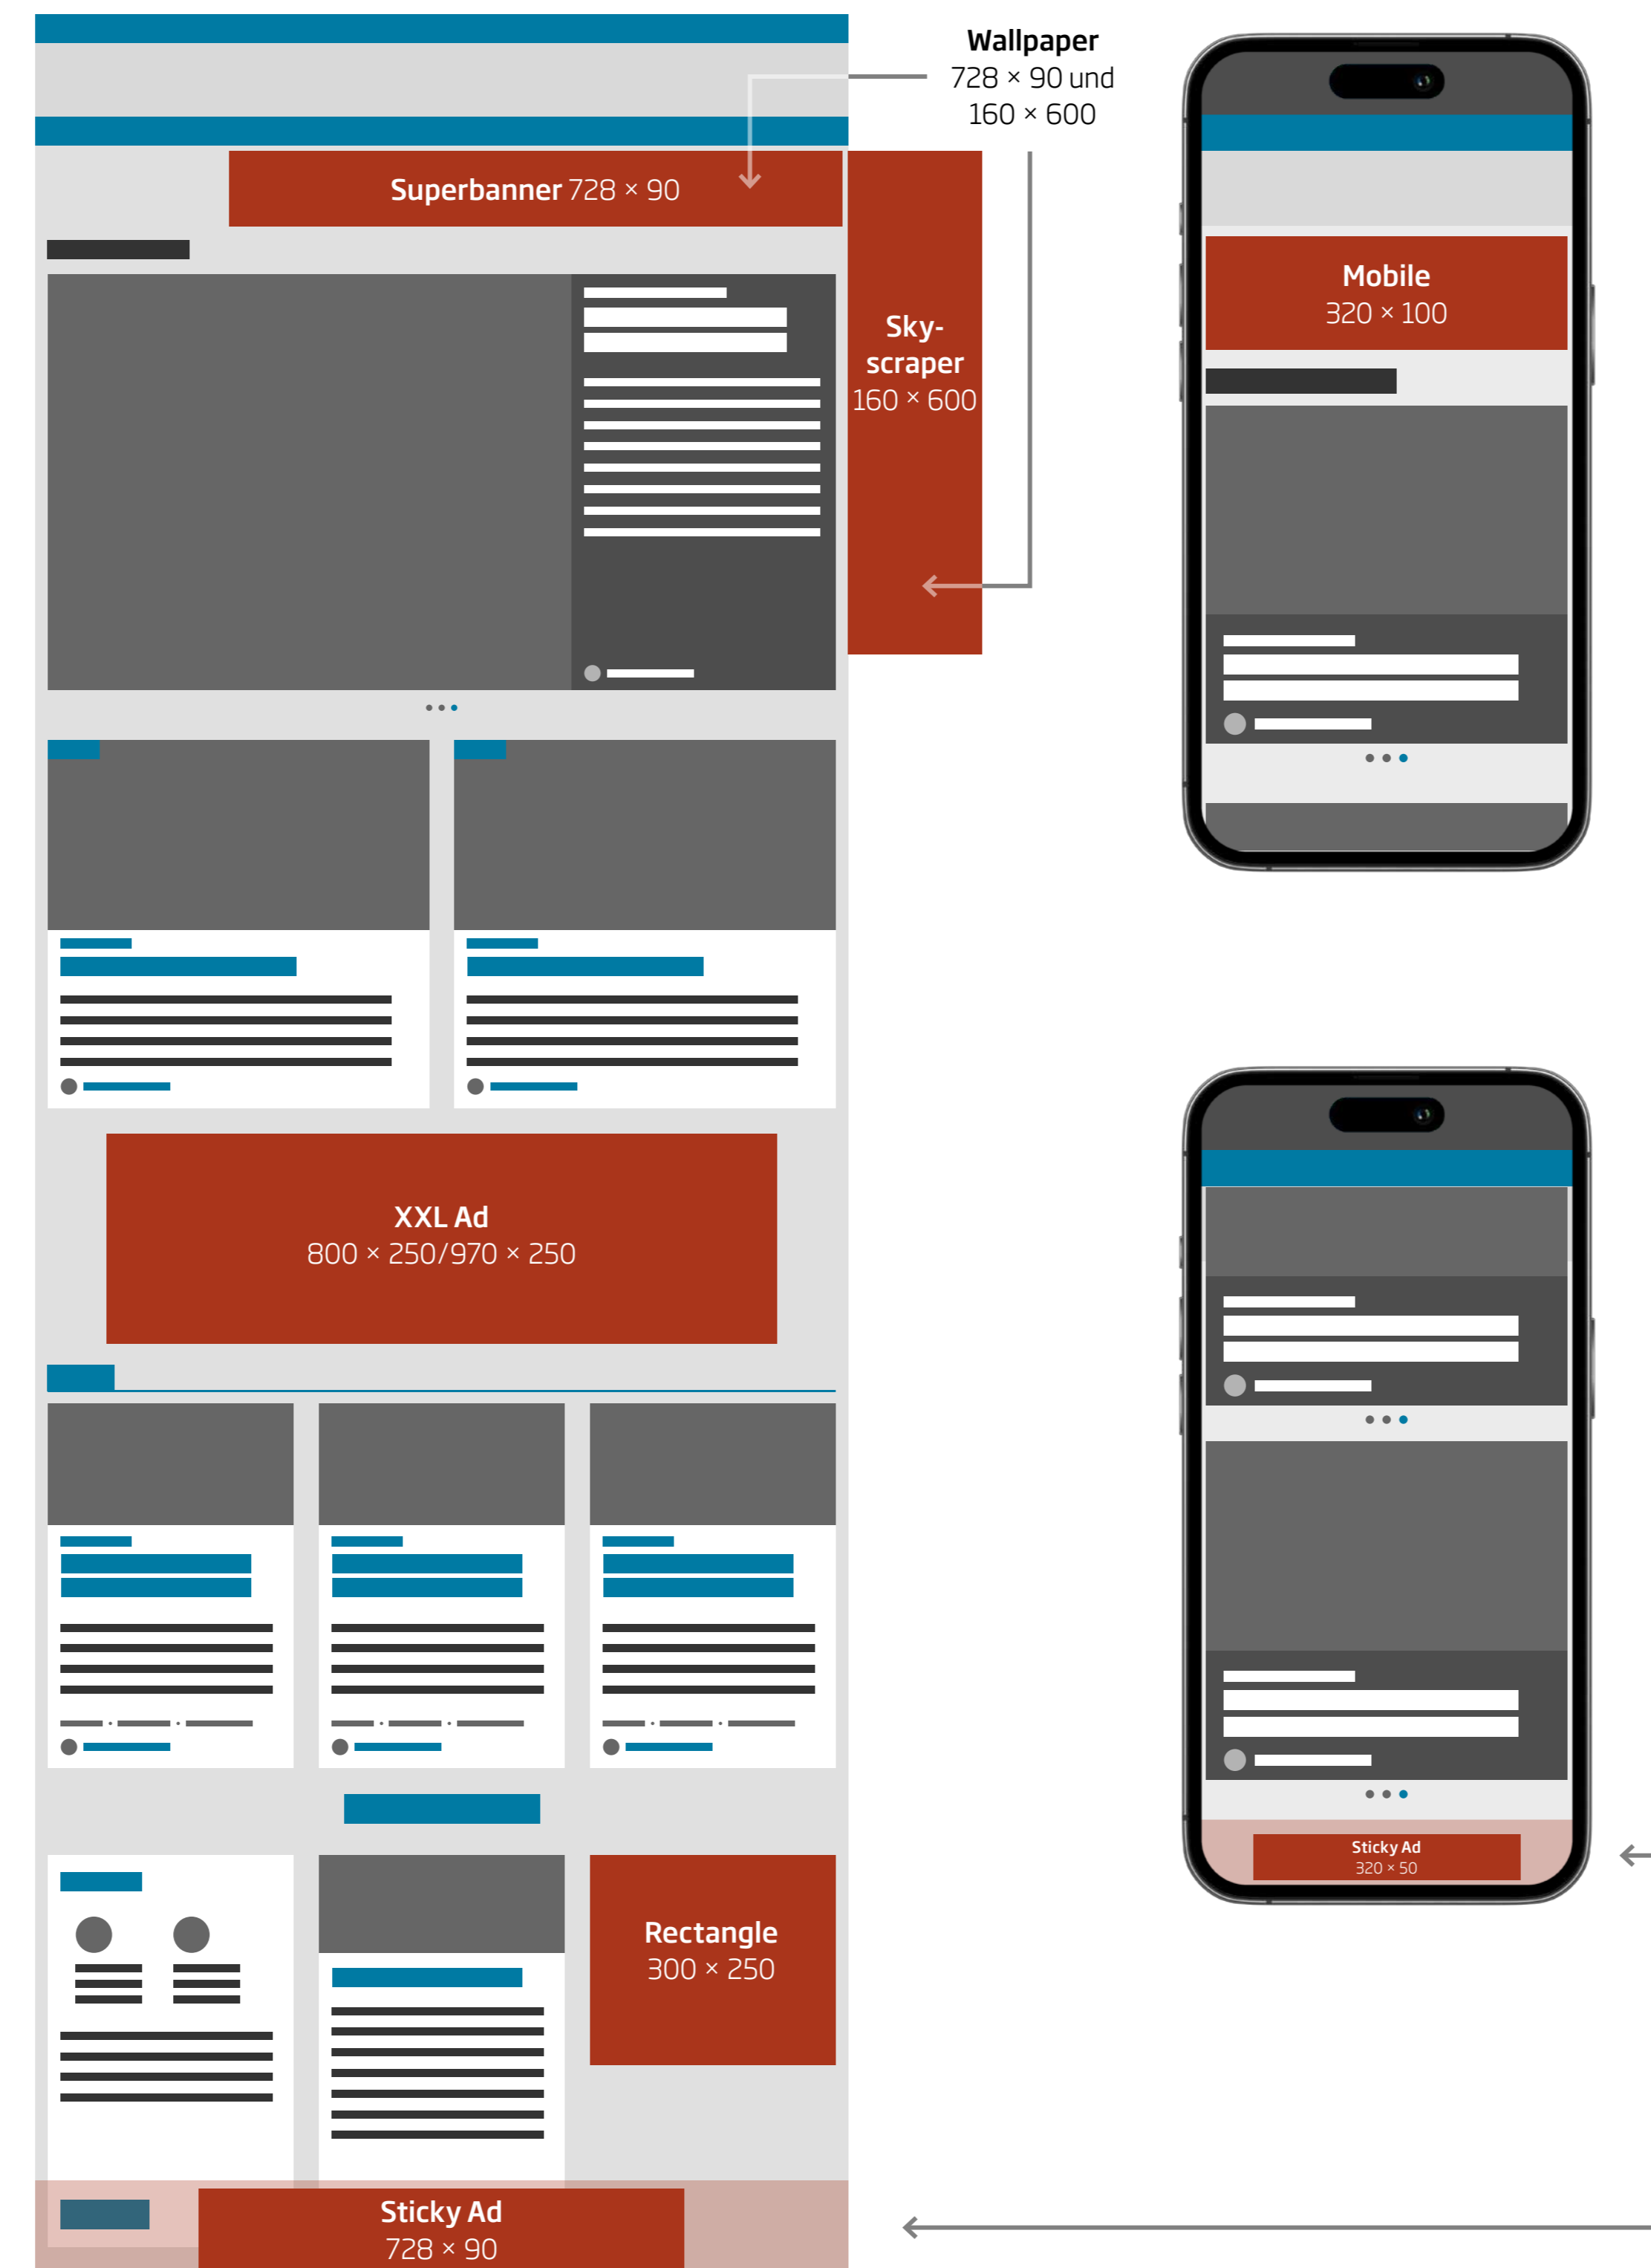 Wallpaper
728 × 90 und
160 × 600
Superbanner 728 × 90
Sky-
scraper
160 × 600
Mobile
320 × 100
XXL Ad
800 × 250/970 × 250
Sticky Ad
320 × 50
Rectangle
300 × 250
Sticky Ad
728 × 90